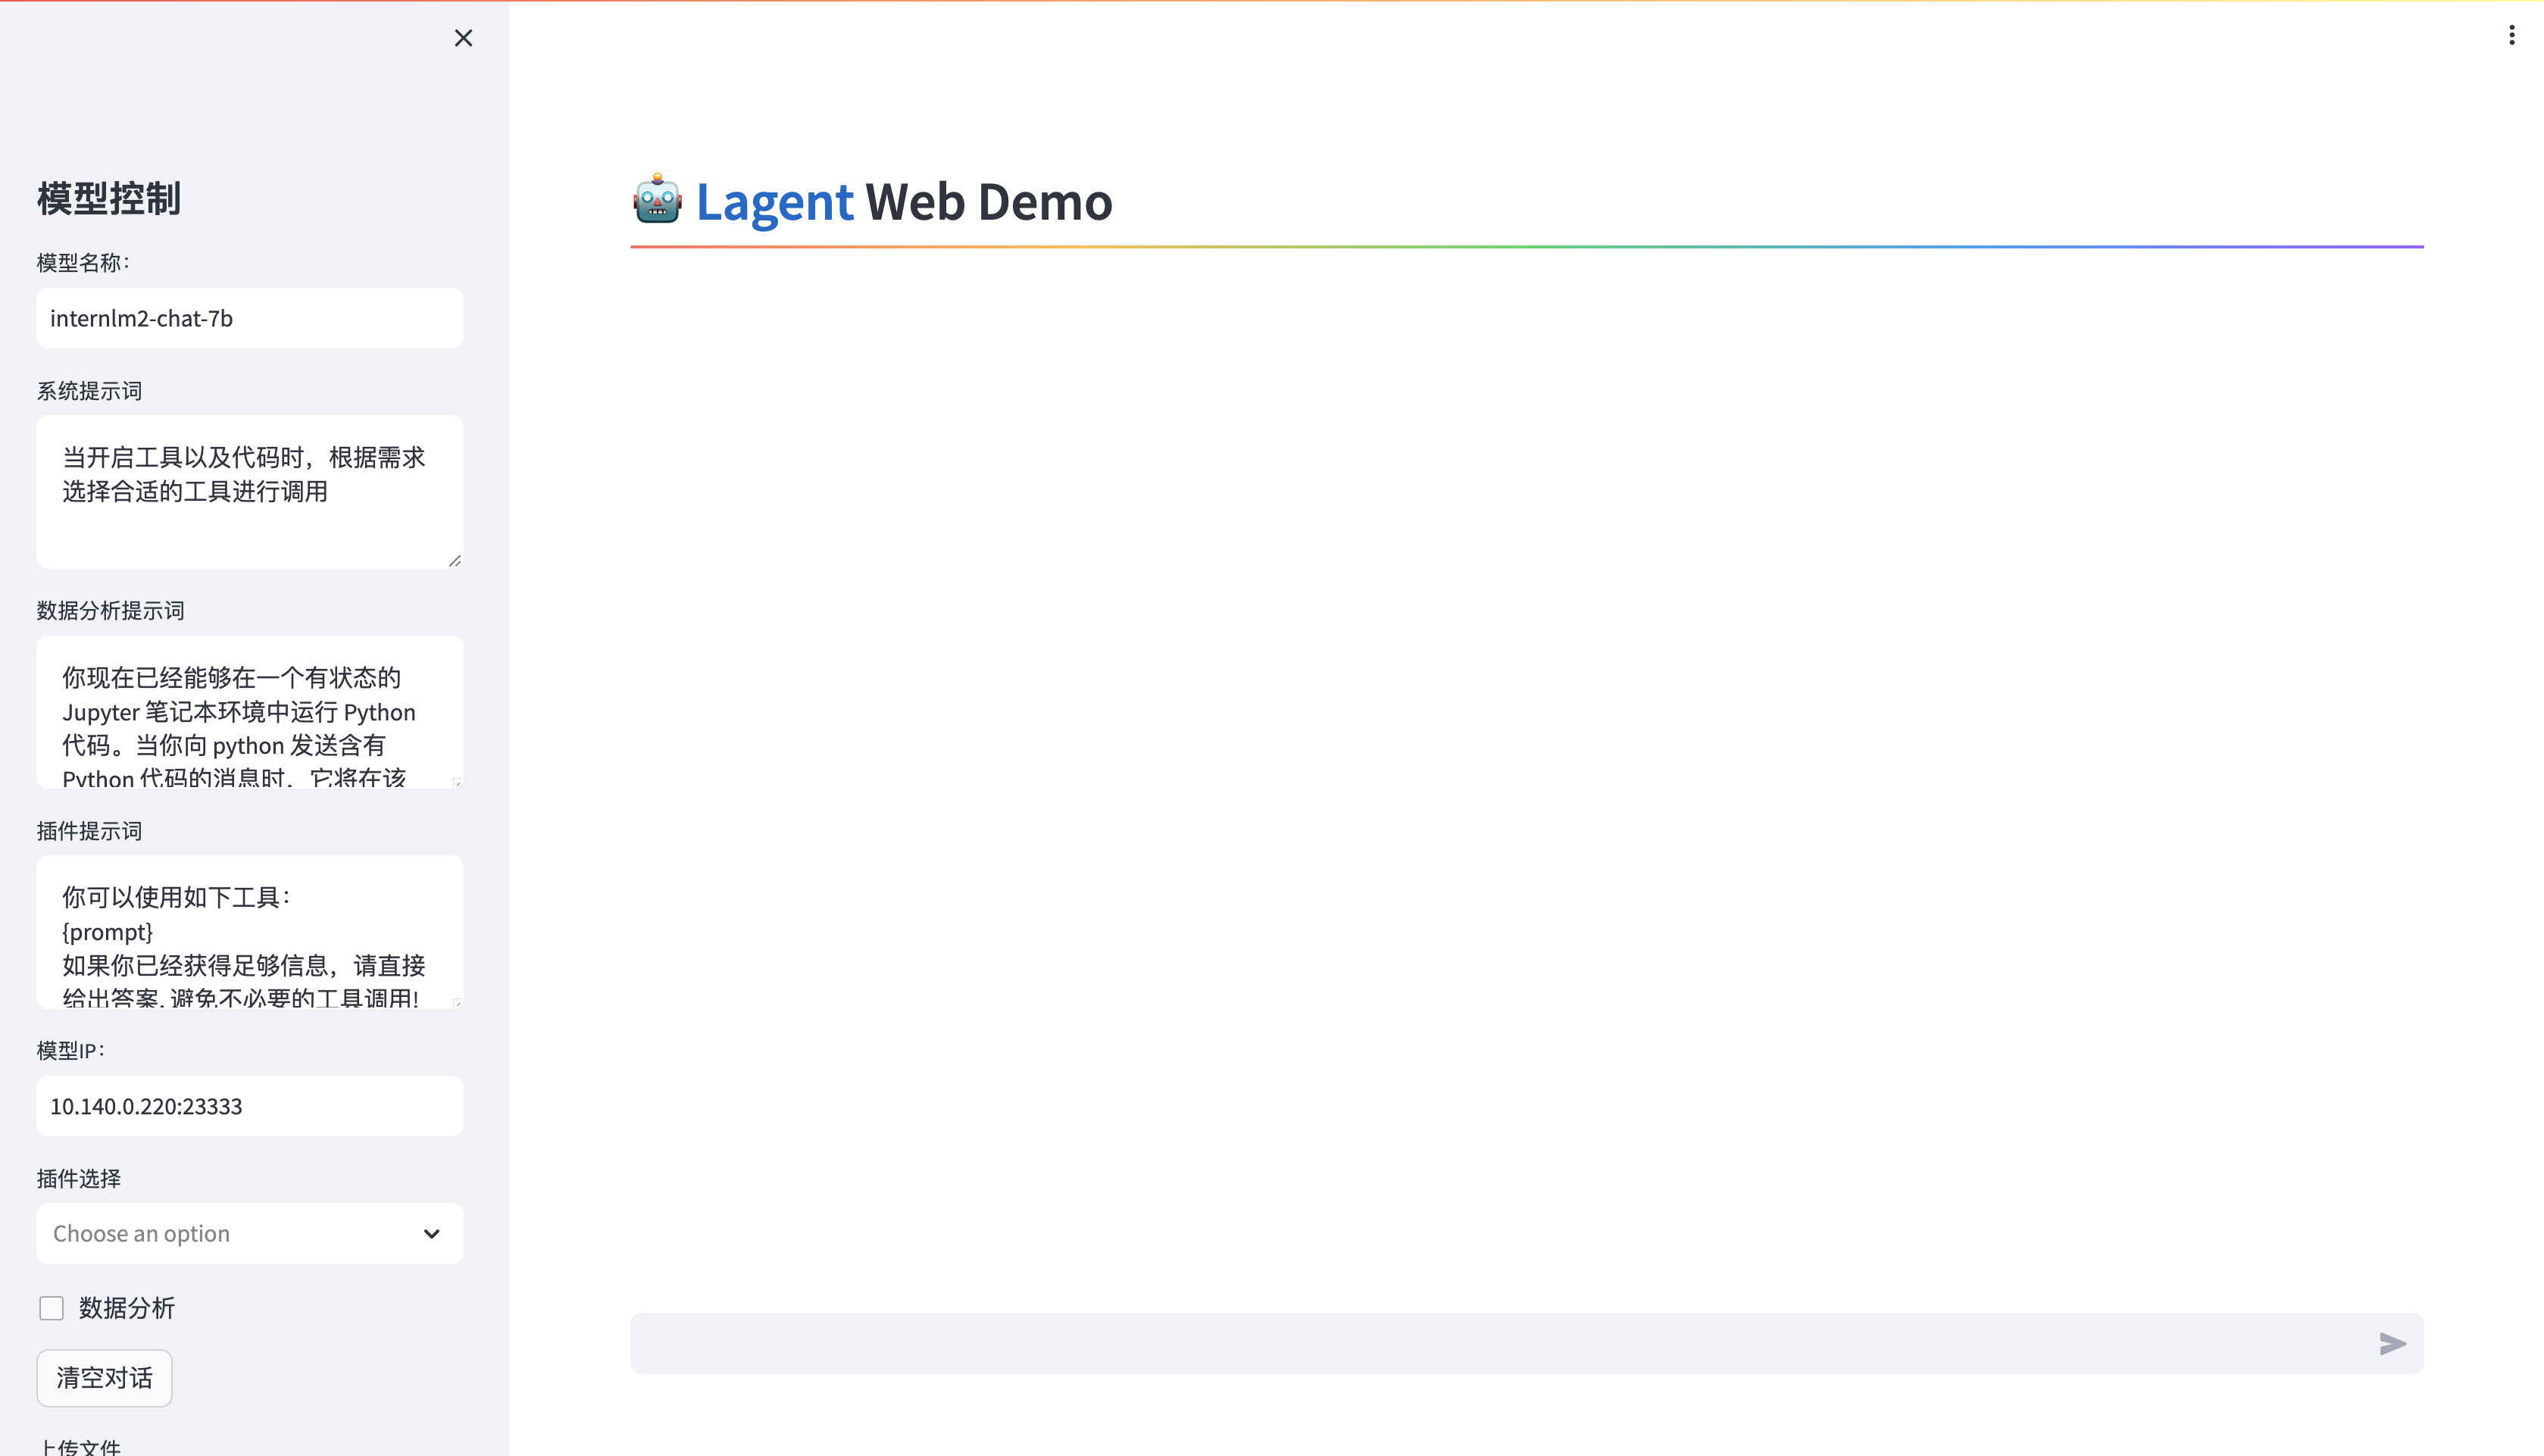 模型控制
模型名称：
internlm2-chat-7b
系统提示词
当开启工具以及代码时，根据需求
选择合适的工具进行调用
数据分析提示词
你现在已经能够在一个有状态的
Jupyter 笔记本环境中运行 Python
代码。当你向 python 发送含有
Python 代码的消息时，它将在该
插件提示词
你可以使用如下工具：
{prompt}
如果你已经获得足够信息，请直接
给出答案. 避免不必要的工具调用!
模型IP：
10.140.0.220:23333
插件选择
Choose an option
数据分析
清空对话
上传文件
Lagent Web Demo